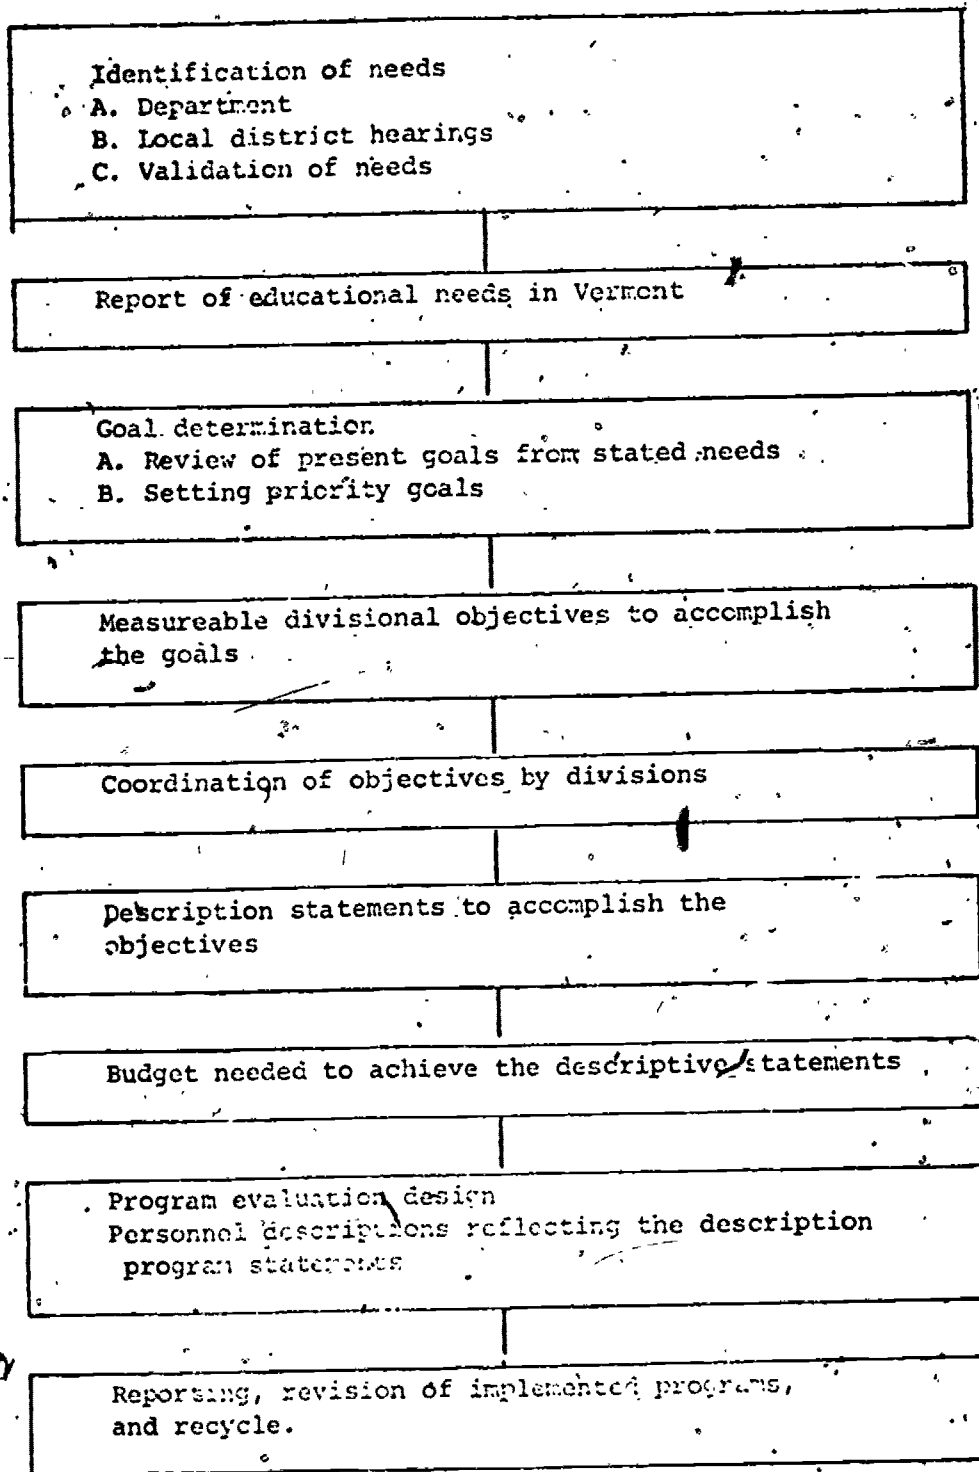 Identification of needs
A. Department
B. Local district hearings
C. Validation of needs
Report of educational needs in Vermont
Goal determination
A. Review of present goals from stated needs
B. Setting priority goals
Measureable divisional objectives to accomplish
the goals
Coordination of objectives by divisions
Description statements to accomplish the
objectives
Budget needed to achieve the descriptive statements
Program evaluation design
Personnel descriptions reflecting the description
program statements
Reporting, revision of implemented programs,
and recycle.